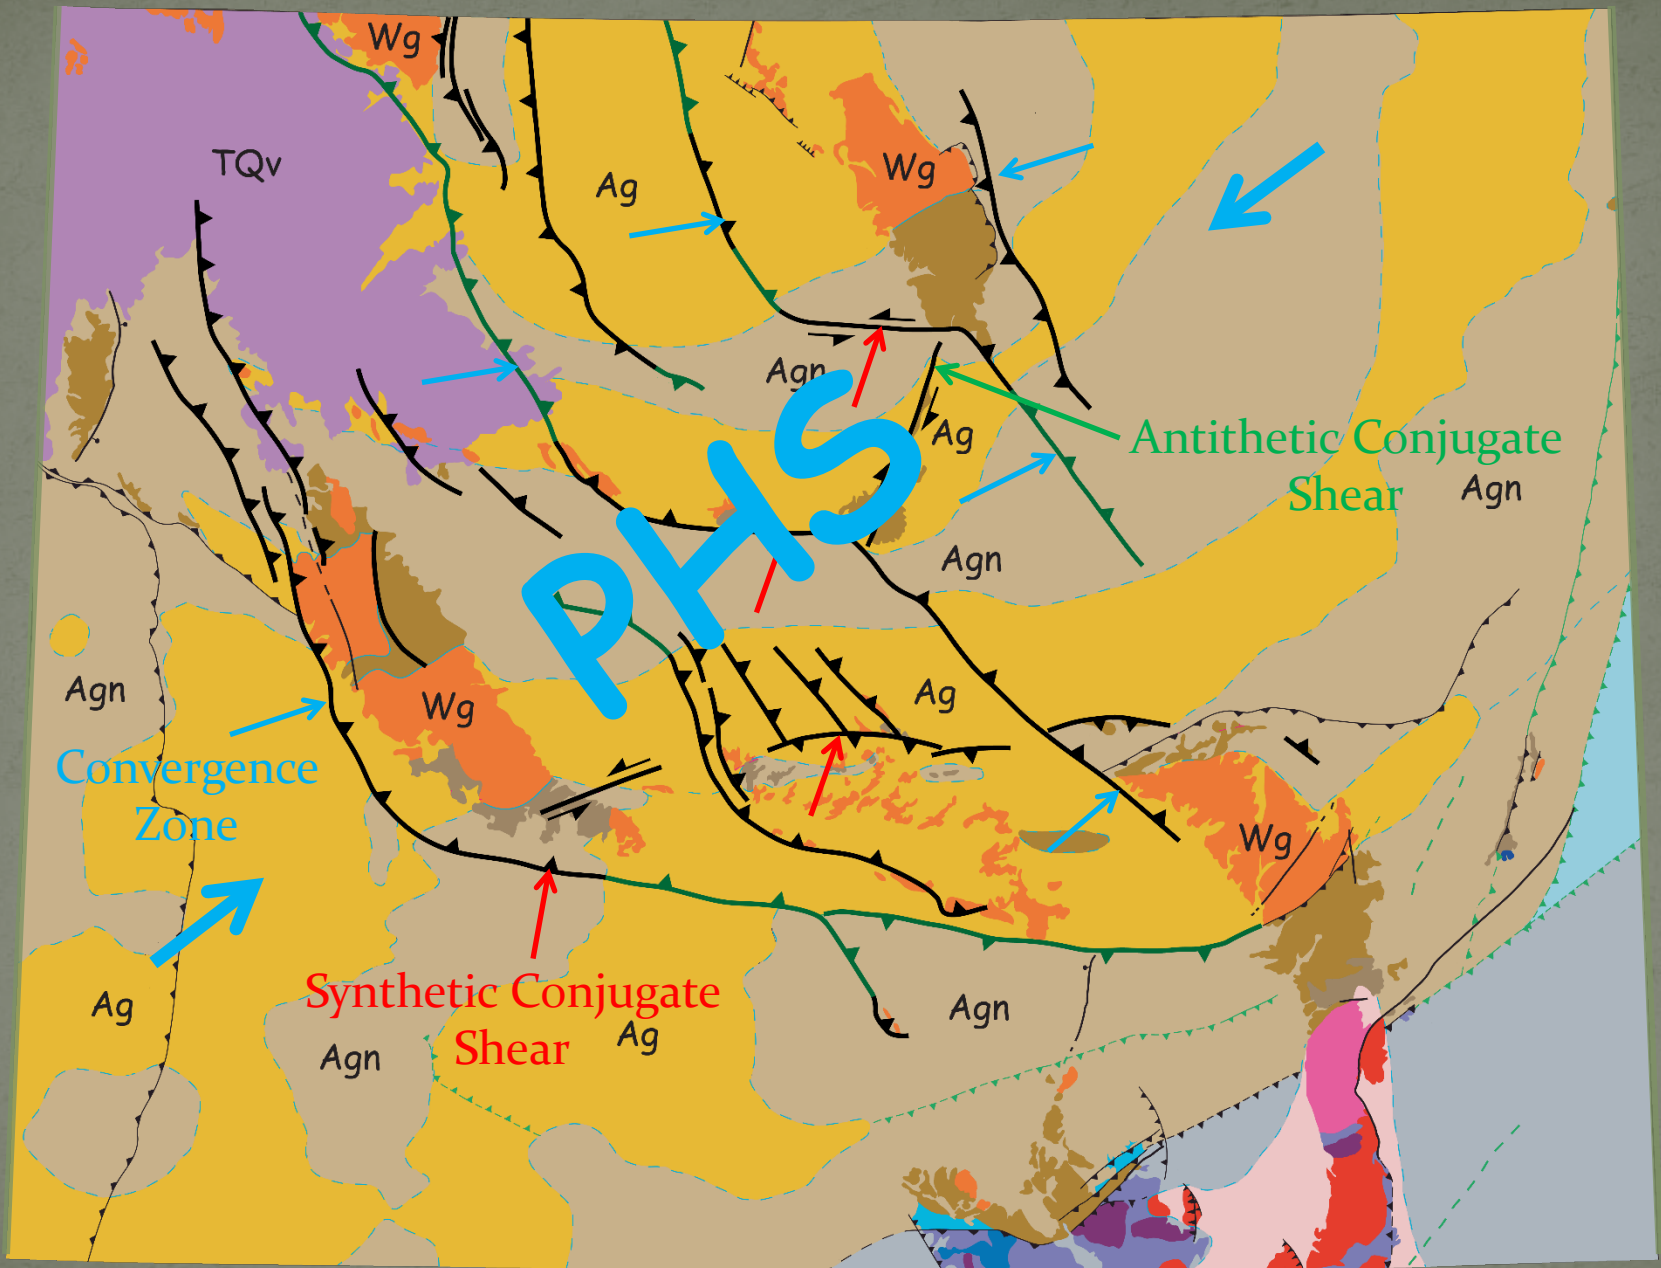 Wg
TQv
Ag
Wg
Agn
Ag
Antithetic Conjugate
Shear
Agn
PHS
Agn
Agn
Wg
Ag
Convergence
Zone
Wg
Synthetic Conjugate
Shear
Ag
Agn
Ag
Agn